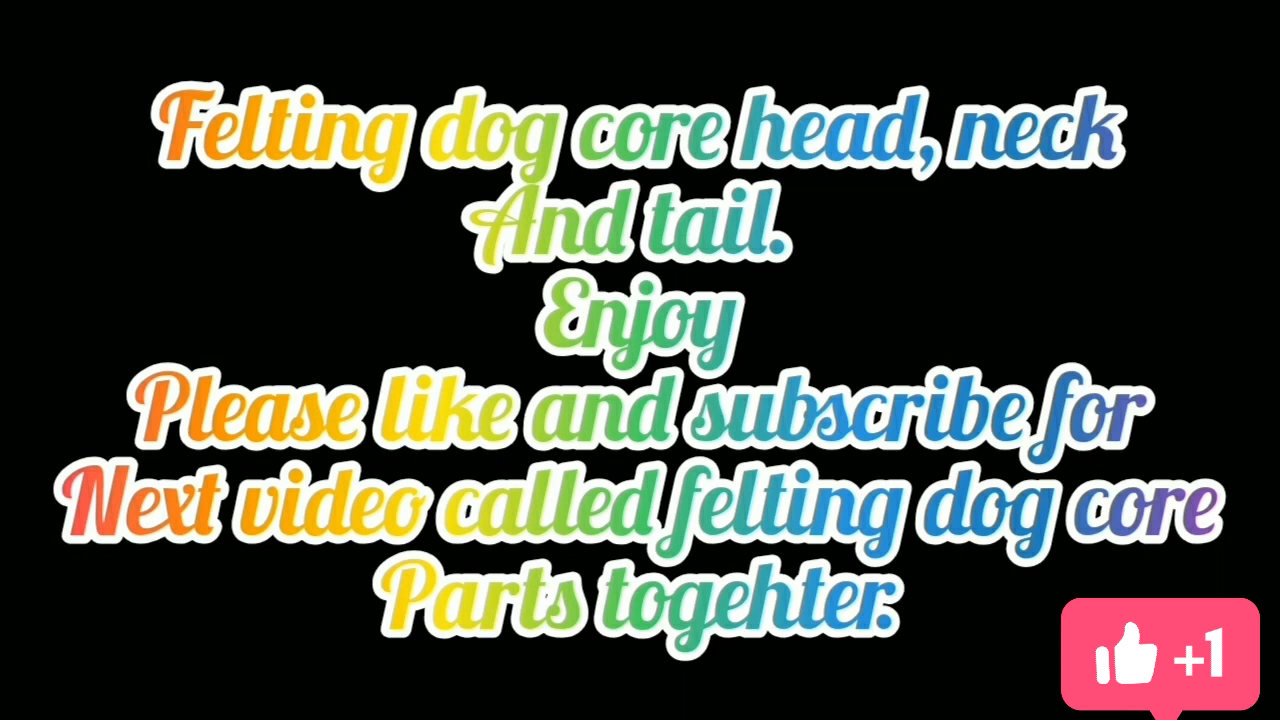 Felting dog core head, neck
And tail.
Enjoy
Please like and subscribe for
Next video called felting dog core
Parts togehter.
+1